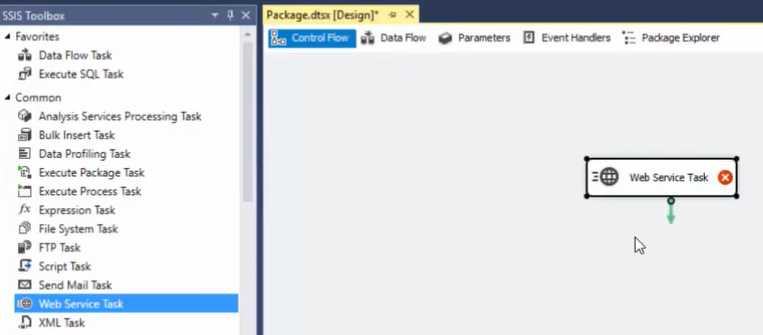 SSIS Toolbox
Favorites
Data Flow Task
Execute SQL Task
Common
Analysis Services Processing Task
Bulk Insert Task
Data Profiling Task
Execute Package Task
Execute Process Task
Expression Task
File System Task
FTP Task
Script Task
Send Mail Task
Web Service Task
XML Task
Package.dtsx [Design]*
Control Flow Data Flow Parameters Event Handlers Package Explorer
Web Service Task